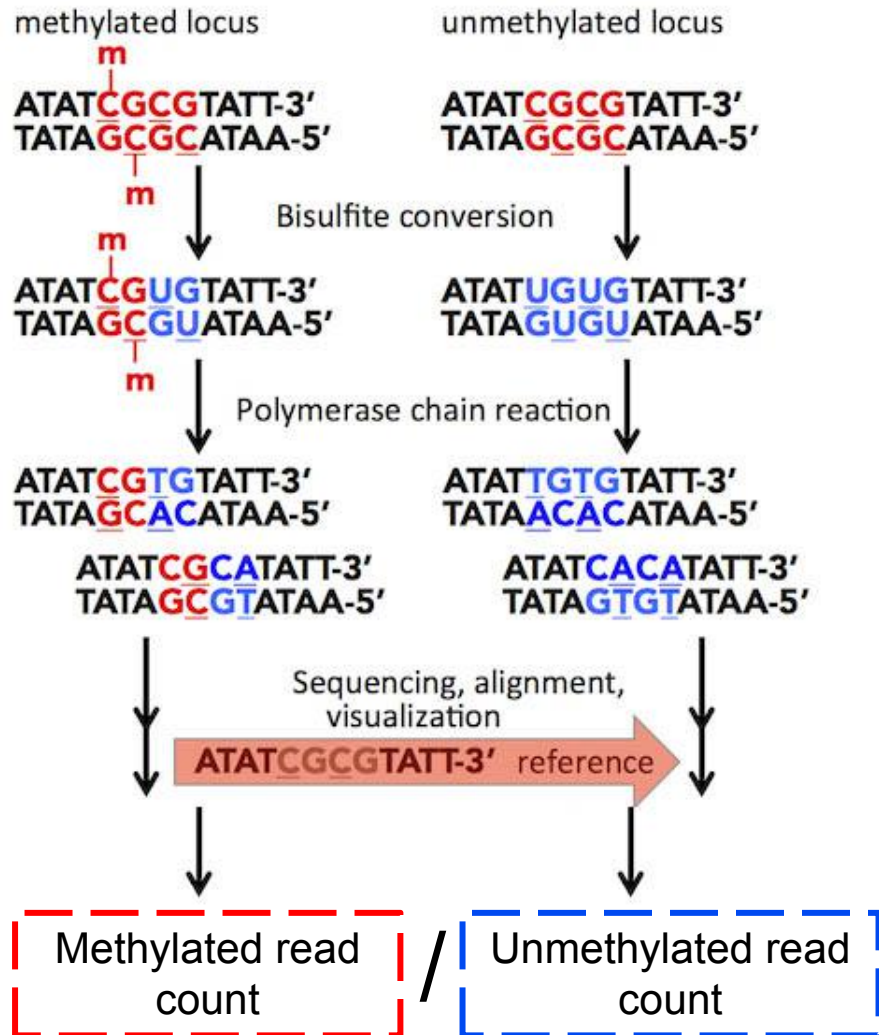 methylated locus
unmethylated locus
m
ATATCGCGTATT-3′
TATAGCGCATAA-5′
m
ATATCGCGTATT-3′
TATAGCGCATAA-5′
Bisulfite conversion
m
ATATCGUGTATT-3′
TATAGCGUATAA-5′
m
ATATUGUGTATT-3′
TATAGUGUATAA-5′
Polymerase chain reaction
ATATCGTGTATT-3′
TATAGCACATAA-5′
ATATTGTGTATT-3′
TATAACACATAA-5′
ATATCGCATATT-3′
TATAGCGTATAA-5′
ATATCACATATT-3′
TATAGTGTATAA-5′
Sequencing, alignment,
visualization
ATATCGCGTATT-3′ reference
Methylated read
count
/
Unmethylated read
count